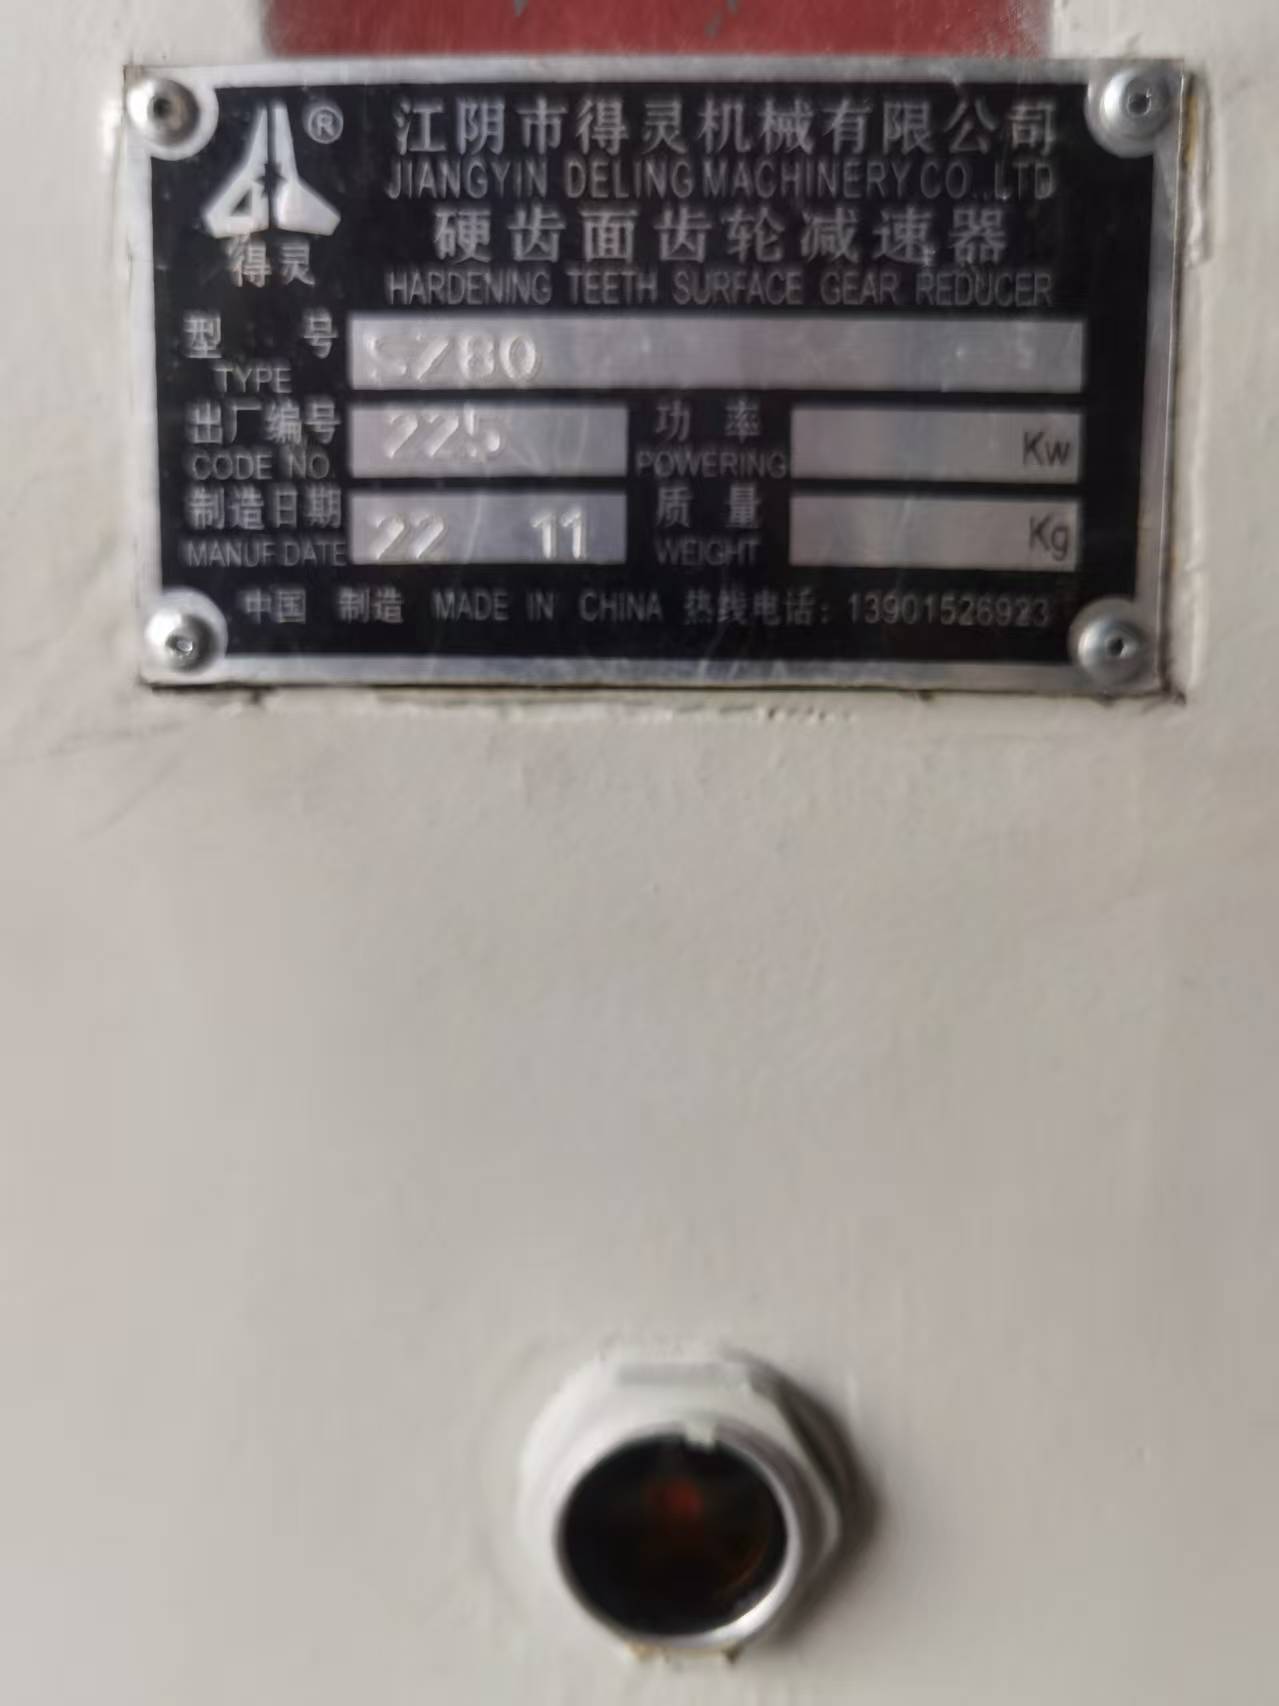 ®
得灵
江阴市得灵机械有限公司
JIANGYIN DELING MACHINERY CO.,LTD
硬齿面齿轮减速器
HARDENING TEETH SURFACE GEAR REDUCER
型 号 SZ80
TYPE
出厂编号 225 功 率 Kw
CODE NO. POWERING
制造日期 22 11 质 量 Kg
MANUF DATE WEIGHT
中国 制造 MADE IN CHINA 热线电话: 13901526923